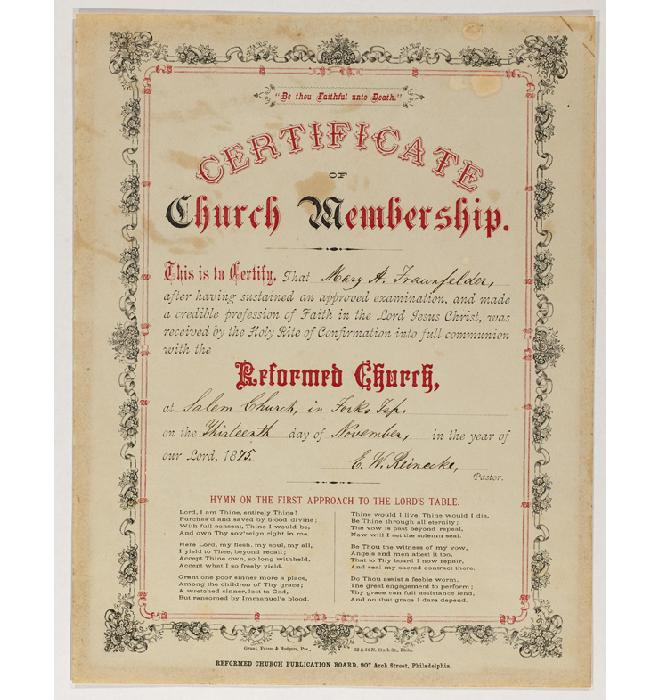 "Be thou Faithful unto Death."
CERTIFICATE
OF
Church Membership.
This is to Certify, That Mary A. Traunfelder,
after having sustained an approved examination, and made
a credible profession of Faith in the Lord Jesus Christ, was
received by the Holy Rite of Confirmation into full communion
with the
Reformed Church,
at Salem Church, in Forks Tsp.
on the Thirteenth day of November, in the year of
our Lord, 1875.
E. W. Reinecke,
Pastor.
HYMN ON THE FIRST APPROACH TO THE LORD'S TABLE.
Lord, I am Thine, entirely Thine!
Purchas'd and saved by blood divine;
With full consent, Thine I would be,
And own Thy sov'reign right in me.
Here Lord, my flesh, my soul, my all,
I yield to Thee, beyond recall;
Accept Thine own, so long withheld,
Accept what I so freely yield.
Grant one poor sinner more a place,
Among the children of Thy grace;
A wretched sinner, lost to God,
But ransomed by Immanuel's blood.
Thine would I live, Thine would I die,
Be Thine through all eternity;
The vow is past beyond repeal,
Now will I set the solemn seal.
Be Thou the witness of my vow,
Angels and men attest it too,
That to Thy board I now repair,
And seal my sacred contract there.
Do Thou assist a feeble worm,
The great engagement to perform;
Thy grace can full assistance lend,
And on that grace I dare depend.
Grant, Faires & Rodgers, Pr.,
REFORMED CHURCH PUBLICATION BOARD, 907 Arch Street, Philadelphia.